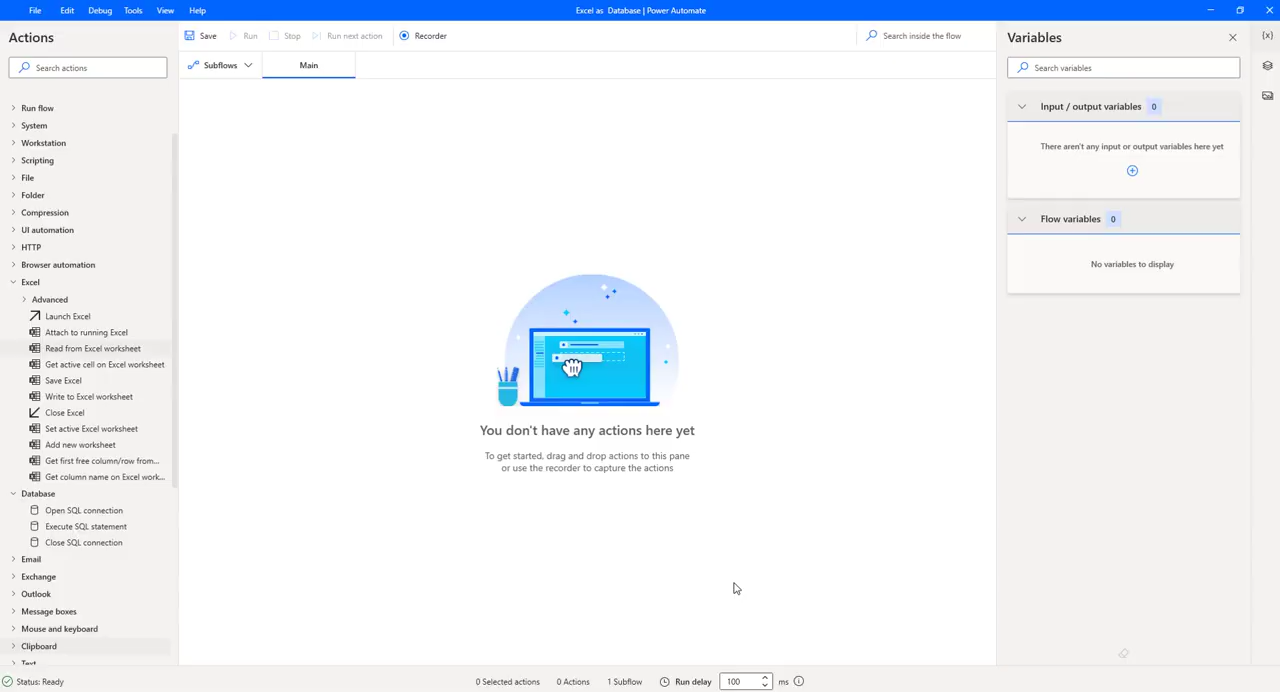 File Edit Debug Tools View Help
Excel as Database | Power Automate
Actions
Search actions
Run flow
System
Workstation
Scripting
File
Folder
Compression
UI automation
HTTP
Browser automation
Excel
Advanced
Launch Excel
Attach to running Excel
Read from Excel worksheet
Get active cell on Excel worksheet
Save Excel
Write to Excel worksheet
Close Excel
Set active Excel worksheet
Add new worksheet
Get first free column/row from...
Get column name on Excel work...
Database
Open SQL connection
Execute SQL statement
Close SQL connection
Email
Exchange
Outlook
Message boxes
Mouse and keyboard
Clipboard
Text
Save Run Stop Run next action Recorder
Search inside the flow
Subflows Main
You don't have any actions here yet
To get started, drag and drop actions to this pane
or use the recorder to capture the actions
Variables
{x}
Search variables
Input / output variables 0
There aren't any input or output variables here yet
Flow variables 0
No variables to display
Status: Ready
0 Selected actions 0 Actions 1 Subflow Run delay 100 ms